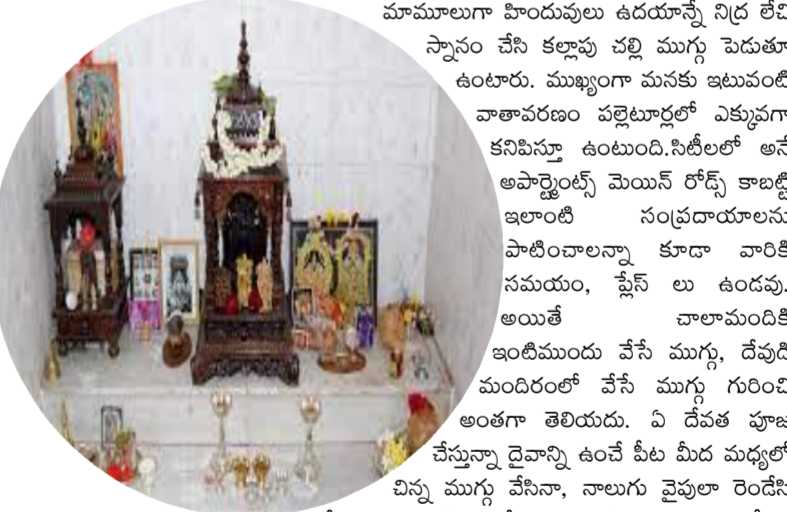 మామూలుగా హిందువులు ఉదయాన్నే నిద్ర లేచి
స్నానం చేసి కల్లాపు చల్లి ముగ్గు పెడుతూ
ఉంటారు. ముఖ్యంగా మనకు ఇటువంటి
వాతావరణం పల్లెటూర్లలో ఎక్కువగా
కనిపిస్తూ ఉంటుంది.సిటీలలో అనే
అపార్ట్మెంట్స్ మెయిన్ రోడ్స్ కాబట్టి
ఇలాంటి సంప్రదాయాలను
పాటించాలన్నా కూడా వారికి
సమయం, ప్లేస్ లు ఉండవు.
అయితే చాలామందికి
ఇంటిముందు వేసే ముగ్గు, దేవుడి
మందిరంలో వేసే ముగ్గు గురించి
అంతగా తెలియదు. ఏ దేవత పూజ
చేస్తున్నా దైవాన్ని ఉంచే పీట మీద మధ్యలో
చిన్న ముగ్గు వేసినా, నాలుగు వైపులా రెండేసి